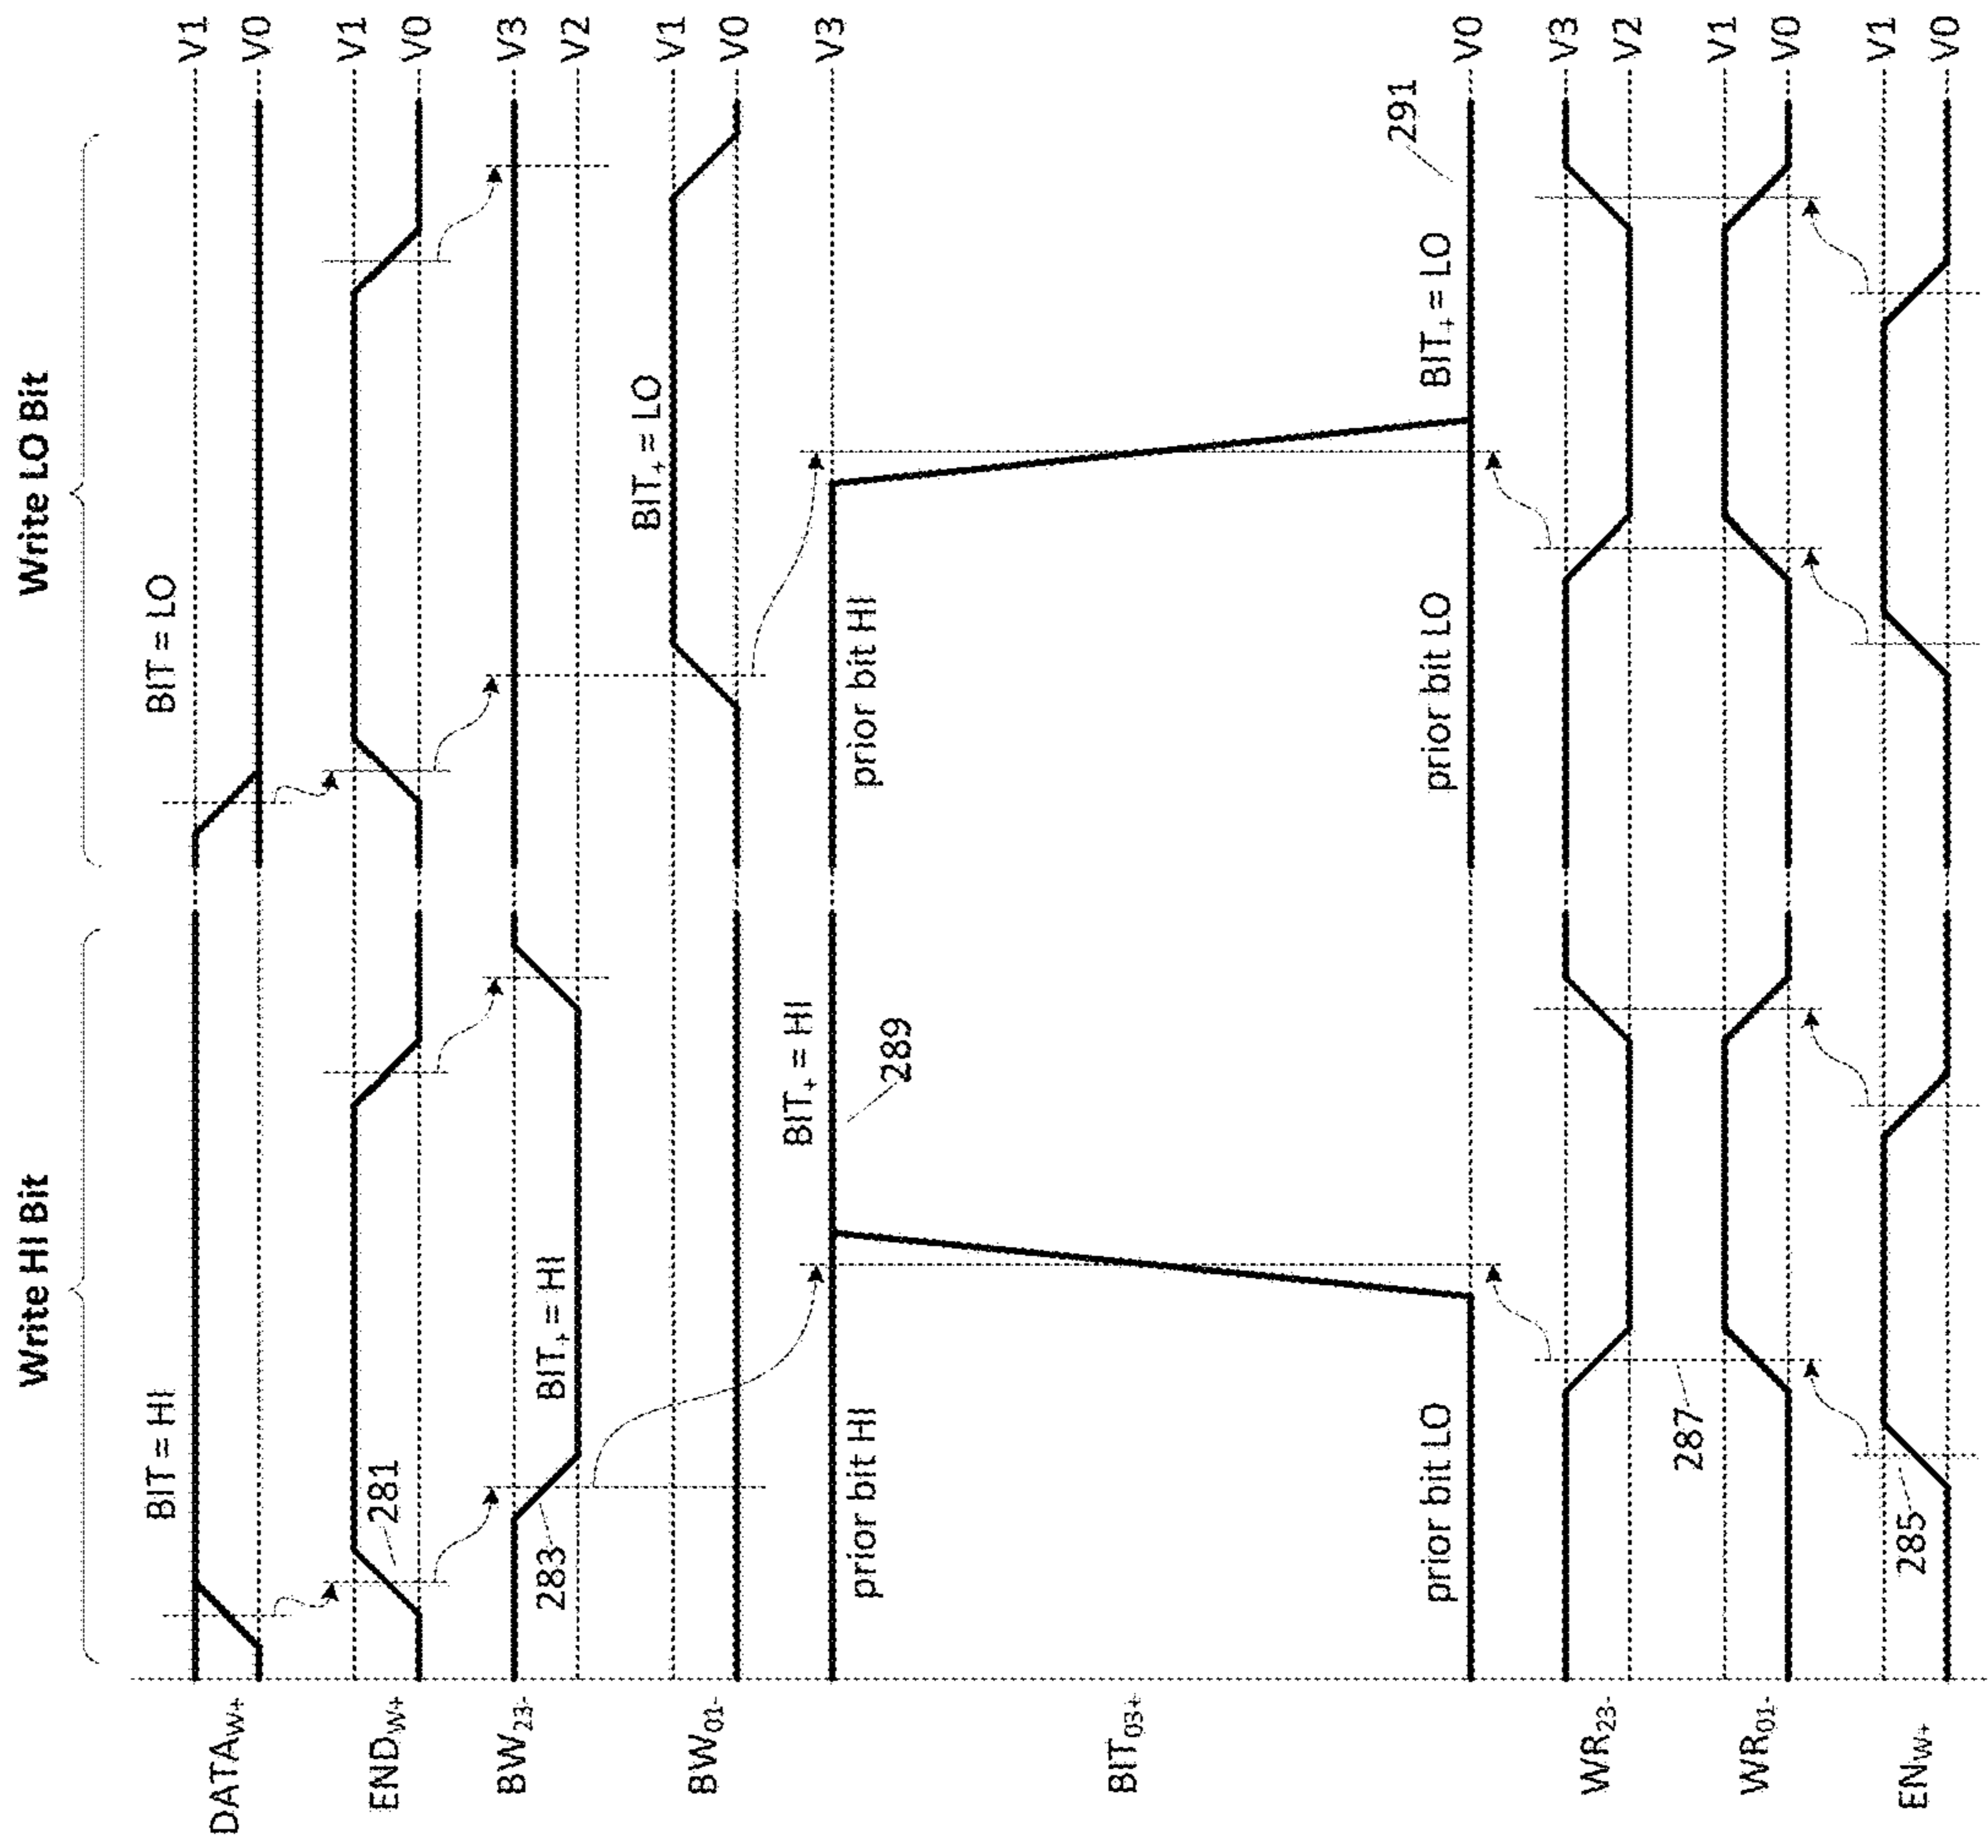 Write HI Bit
Write LO Bit
DATAW+
BIT = HI
BIT = LO
V1
V0
ENDW+
281
V1
V0
BW23-
283
BIT+ = HI
V3
V2
BW01-
BIT+ = LO
V1
V0
BIT03+
prior bit HI
BIT+ = HI
289
prior bit HI
V3
prior bit LO
prior bit LO
BIT+ = LO
291
V0
WR23-
V3
V2
287
WR01-
V1
V0
ENW+
285
V1
V0